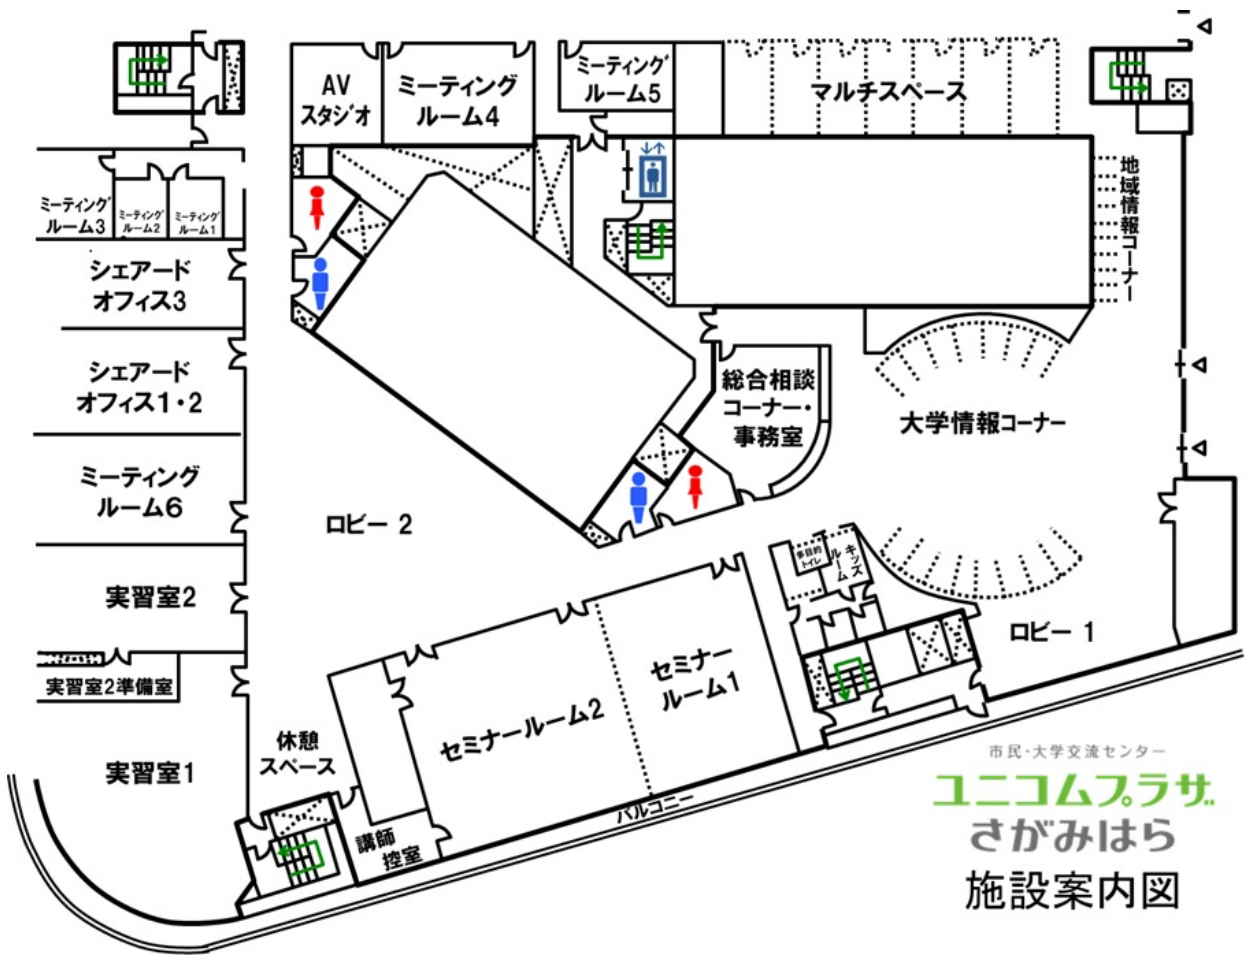 AV
スタジオ
ミーティング
ルーム4
ミーティング
ルーム5
マルチスペース
地域情報コーナー
ミーティング
ルーム3
ミーティング
ルーム2
ミーティング
ルーム1
シェアード
オフィス3
シェアード
オフィス1・2
総合相談
コーナー・
事務室
大学情報コーナー
ミーティング
ルーム6
ロビー 2
多目的
トイレ
キッズ
ルーム
実習室2
ロビー 1
実習室2準備室
セミナー
ルーム1
セミナールーム2
休憩
スペース
実習室1
バルコニー
講師
控室
市民・大学交流センター
ユニコムプラザ
さがみはら
施設案内図